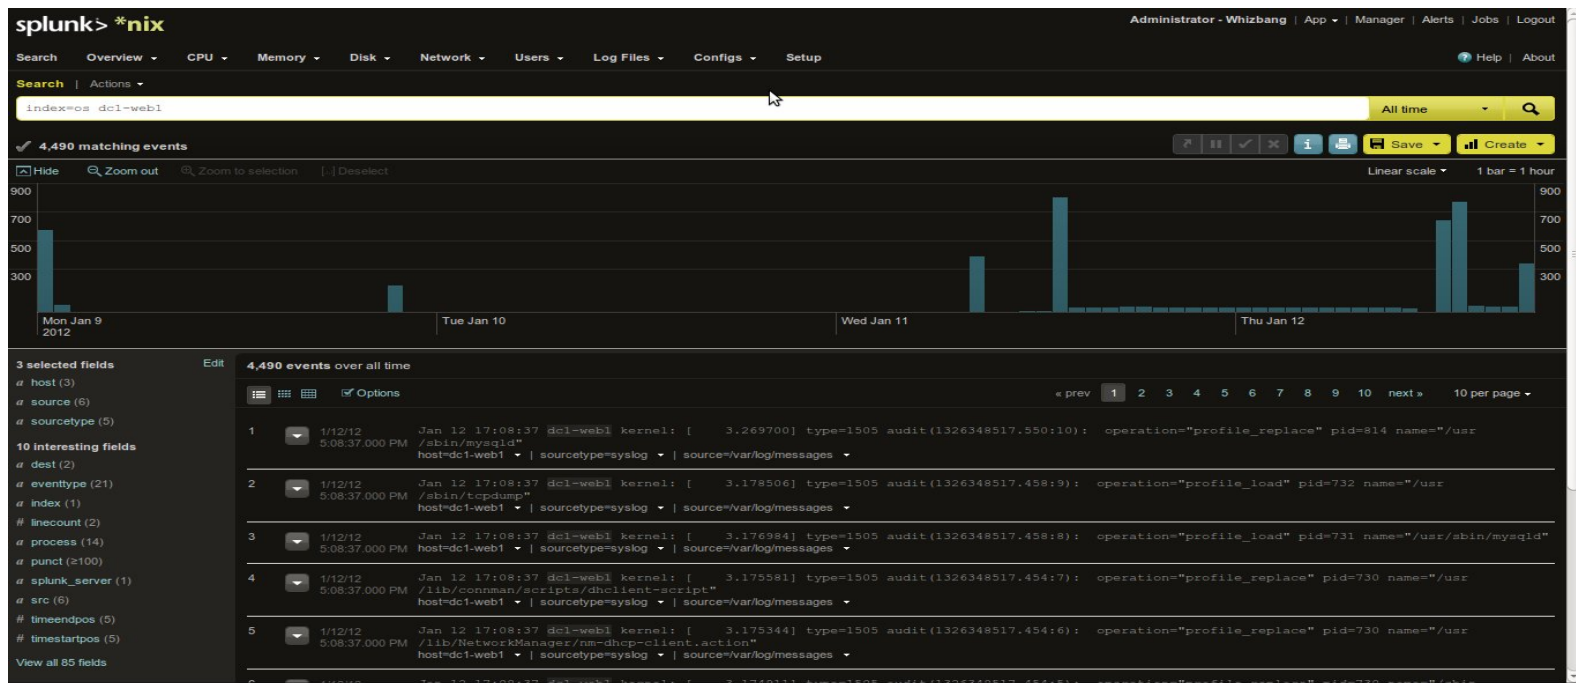 splunk> *nix
Administrator - Whizbang | App | Manager | Alerts | Jobs | Logout
Search Overview CPU Memory Disk Network Users Log Files Configs Setup
? Help | About
Search | Actions
index=os dc1-web1
All time
4,490 matching events
i Save Create
Hide Zoom out Zoom to selection [..] Deselect
Linear scale 1 bar = 1 hour
900 900
700 700
500 500
300 300
Mon Jan 9 Tue Jan 10 Wed Jan 11 Thu Jan 12
2012
3 selected fields Edit
a host (3)
a source (6)
a sourcetype (5)
10 interesting fields
a dest (2)
a eventtype (21)
a index (1)
# linecount (2)
a process (14)
a punct (≥100)
a splunk_server (1)
a src (6)
# timeendpos (5)
# timestartpos (5)
View all 85 fields
4,490 events over all time
Options
« prev 1 2 3 4 5 6 7 8 9 10 next » 10 per page
1 1/12/12 Jan 12 17:08:37 dc1-web1 kernel: [ 3.269700] type=1505 audit(1326348517.550:10): operation="profile_replace" pid=814 name="/usr
5:08:37.000 PM /sbin/mysqld"
host=dc1-web1 | sourcetype=syslog | source=/var/log/messages
2 1/12/12 Jan 12 17:08:37 dc1-web1 kernel: [ 3.178506] type=1505 audit(1326348517.458:9): operation="profile_load" pid=732 name="/usr
5:08:37.000 PM /sbin/tcpdump"
host=dc1-web1 | sourcetype=syslog | source=/var/log/messages
3 1/12/12 Jan 12 17:08:37 dc1-web1 kernel: [ 3.176984] type=1505 audit(1326348517.458:8): operation="profile_load" pid=731 name="/usr/sbin/mysqld"
5:08:37.000 PM host=dc1-web1 | sourcetype=syslog | source=/var/log/messages
4 1/12/12 Jan 12 17:08:37 dc1-web1 kernel: [ 3.175581] type=1505 audit(1326348517.454:7): operation="profile_replace" pid=730 name="/usr
5:08:37.000 PM /lib/connman/scripts/dhclient-script"
host=dc1-web1 | sourcetype=syslog | source=/var/log/messages
5 1/12/12 Jan 12 17:08:37 dc1-web1 kernel: [ 3.175344] type=1505 audit(1326348517.454:6): operation="profile_replace" pid=730 name="/usr
5:08:37.000 PM /lib/NetworkManager/nm-dhcp-client.action"
host=dc1-web1 | sourcetype=syslog | source=/var/log/messages